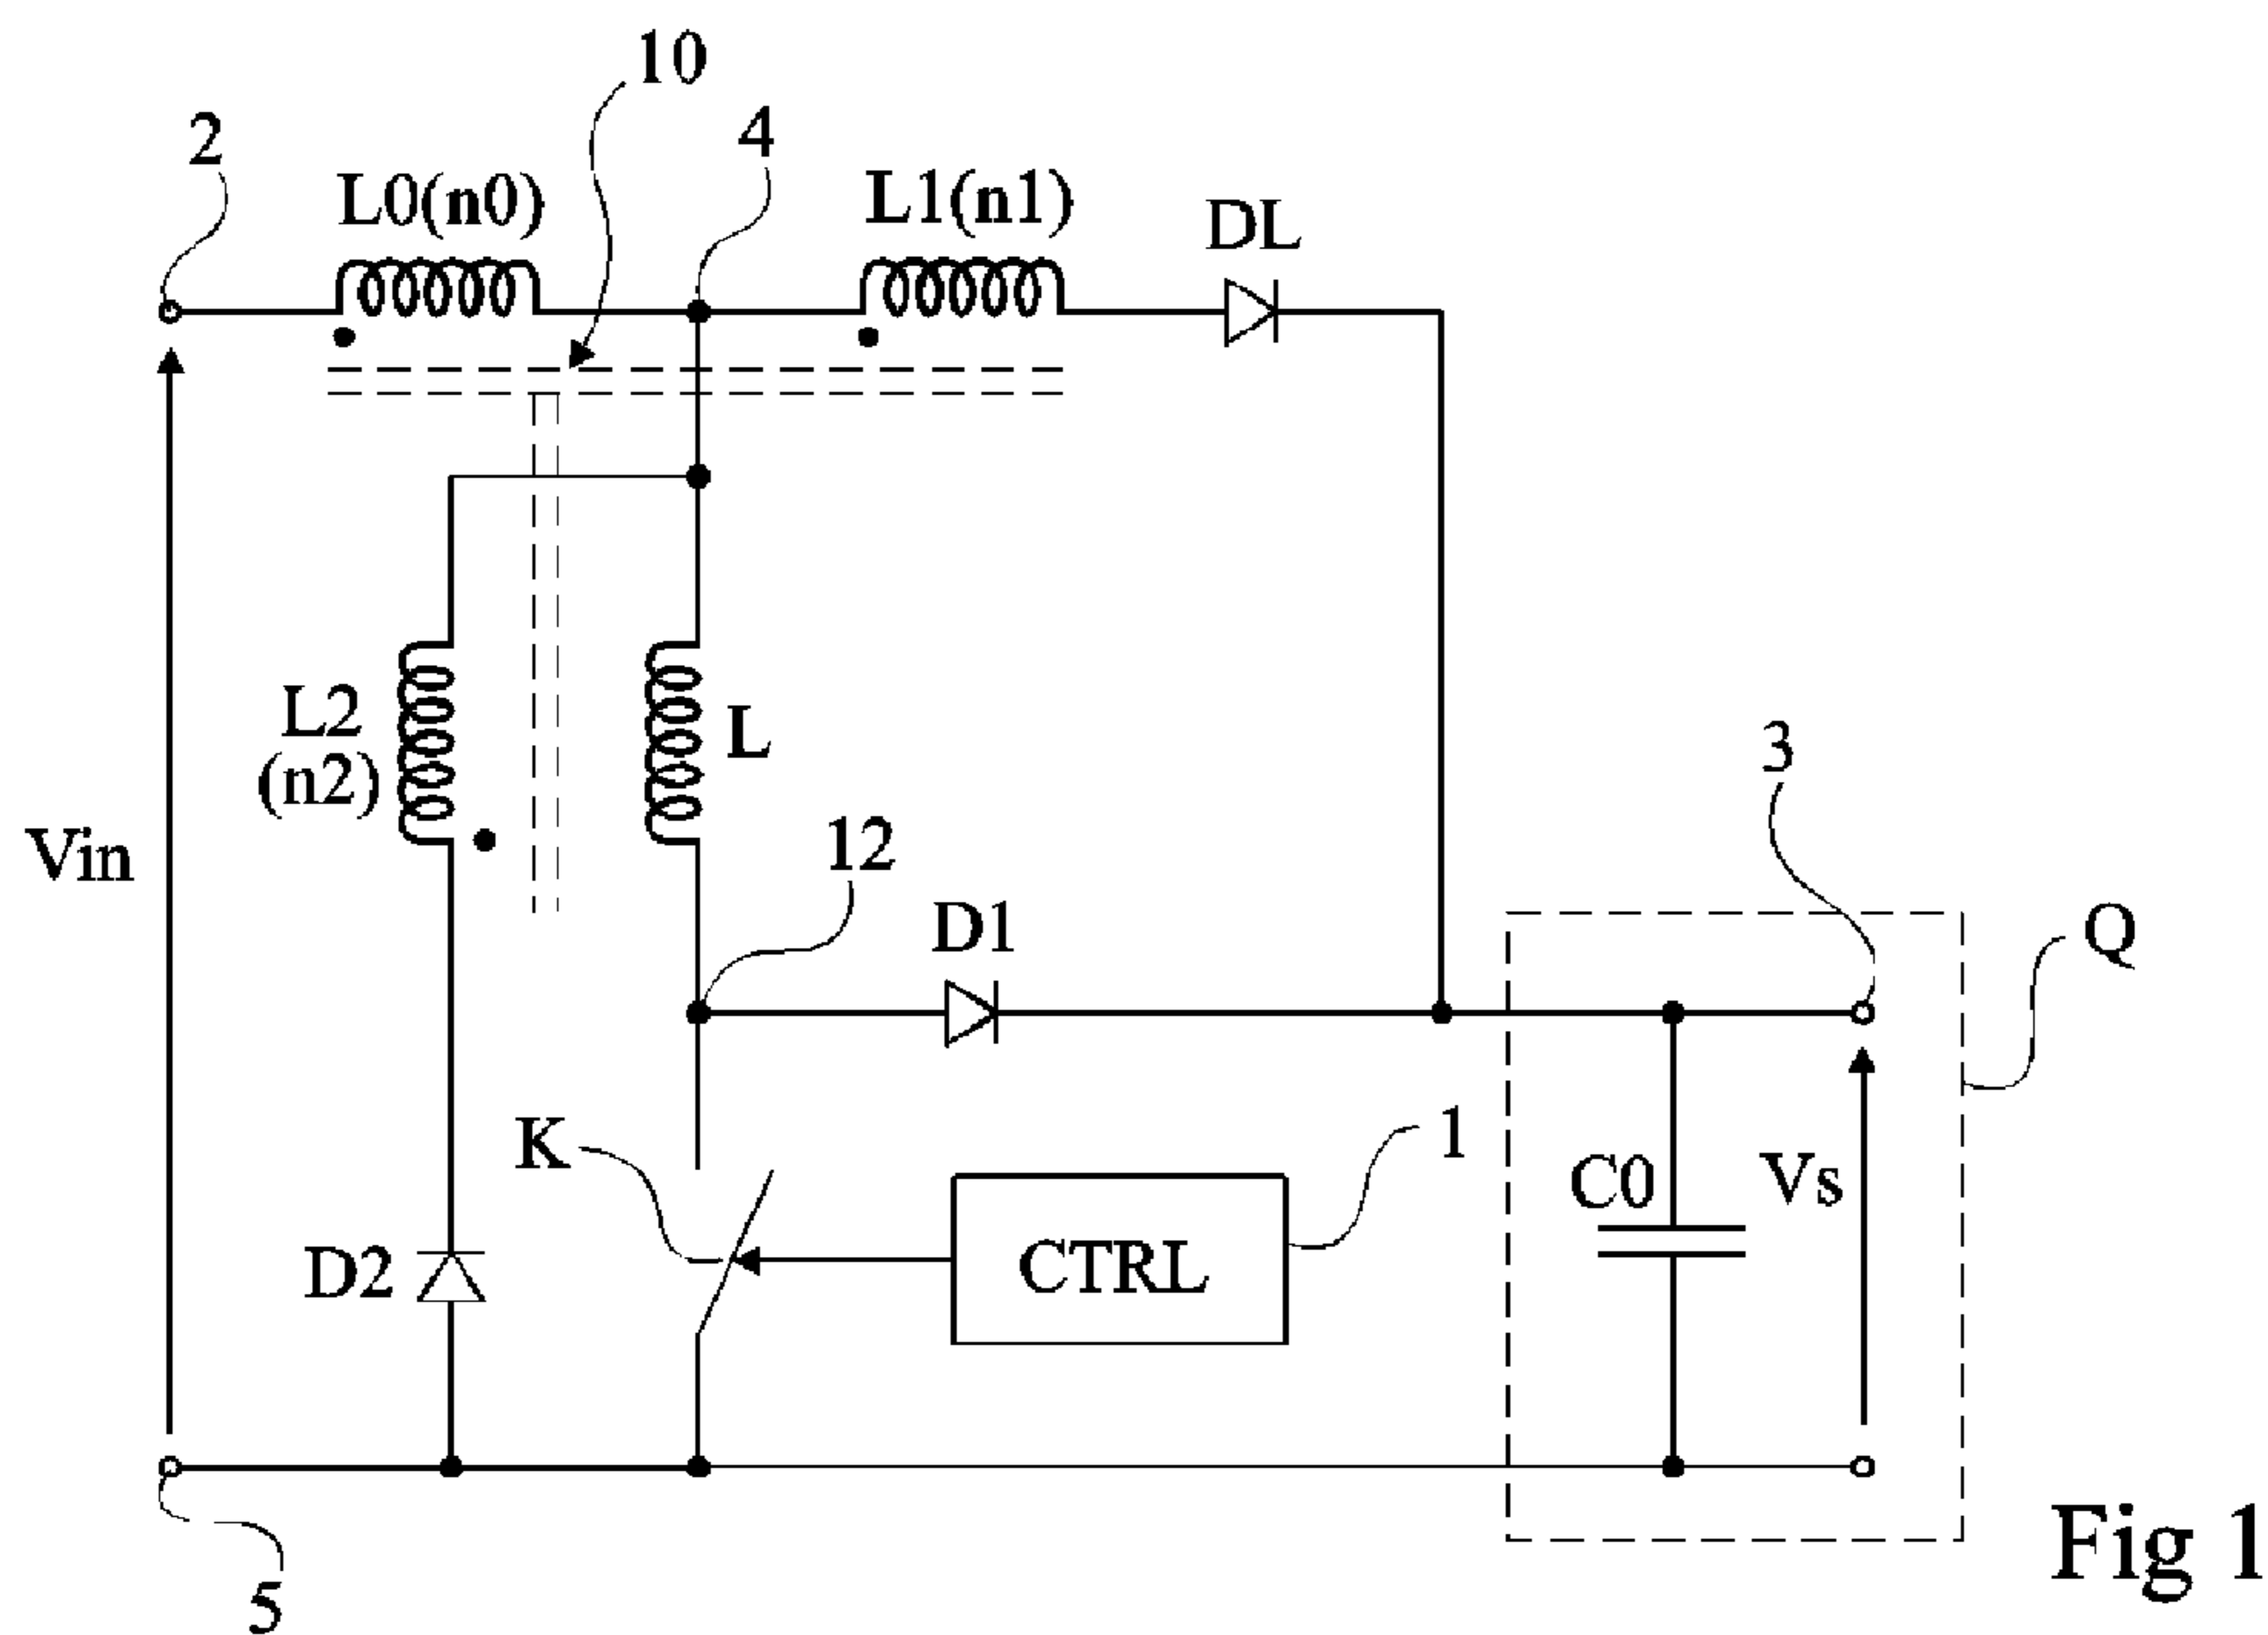 10
2
4
L0(n0)
L1(n1)
DL
L2
(n2)
L
3
Vin
12
D1
Q
K
1
C0
Vs
D2
CTRL
5
Fig 1